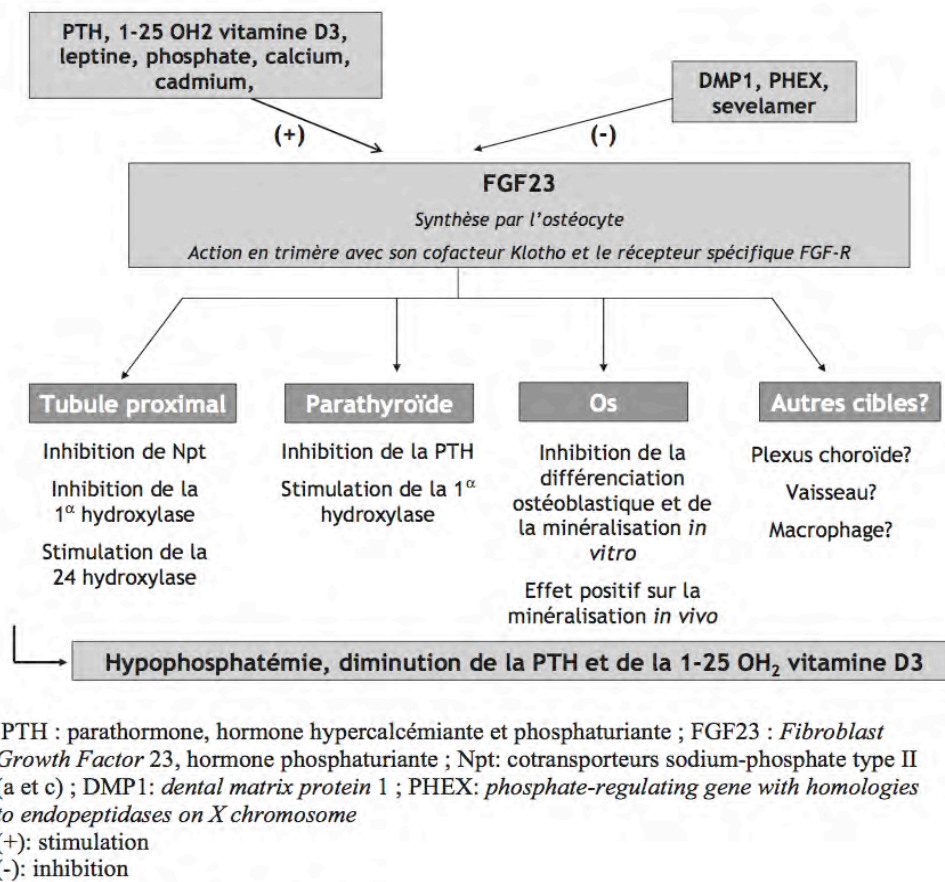 PTH, 1-25 OH2 vitamine D3,
leptine, phosphate, calcium,
cadmium,
DMP1, PHEX,
sevelamer
(+)
(-)
FGF23
Synthèse par l'ostéocyte
Action en trimère avec son cofacteur Klotho et le récepteur spécifique FGF-R
Tubule proximal
Inhibition de Npt
Inhibition de la
1α hydroxylase
Stimulation de la
24 hydroxylase
Parathyroïde
Inhibition de la PTH
Stimulation de la 1α
hydroxylase
Os
Inhibition de la
différenciation
ostéoblastique et de
la minéralisation in
vitro
Effet positif sur la
minéralisation in vivo
Autres cibles?
Plexus choroïde?
Vaisseau?
Macrophage?
Hypophosphatémie, diminution de la PTH et de la 1-25 OH₂ vitamine D3
PTH : parathormone, hormone hypercalcémiante et phosphaturiante ; FGF23 : Fibroblast
Growth Factor 23, hormone phosphaturiante ; Npt: cotransporteurs sodium-phosphate type II
(a et c) ; DMP1: dental matrix protein 1 ; PHEX: phosphate-regulating gene with homologies
to endopeptidases on X chromosome
(+): stimulation
(-): inhibition